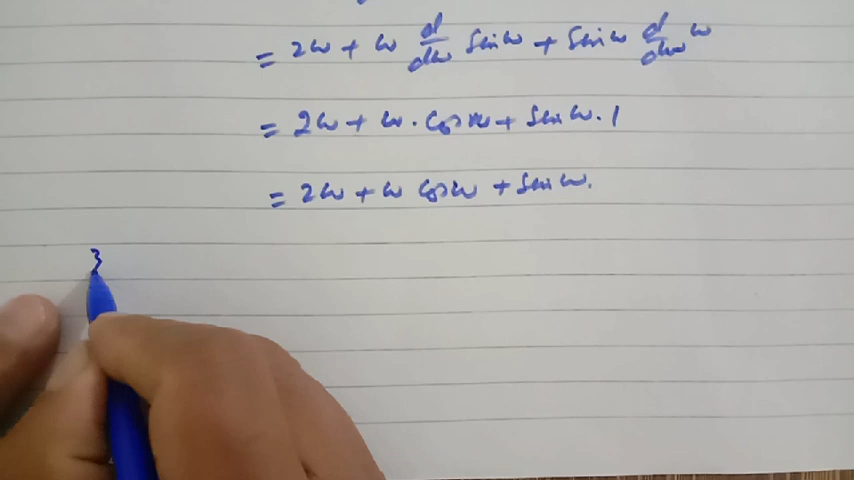 = 2w + w d/dw sin w + sin w d/dw w
= 2w + w · cos w + sin w · 1
= 2w + w cos w + sin w.
3